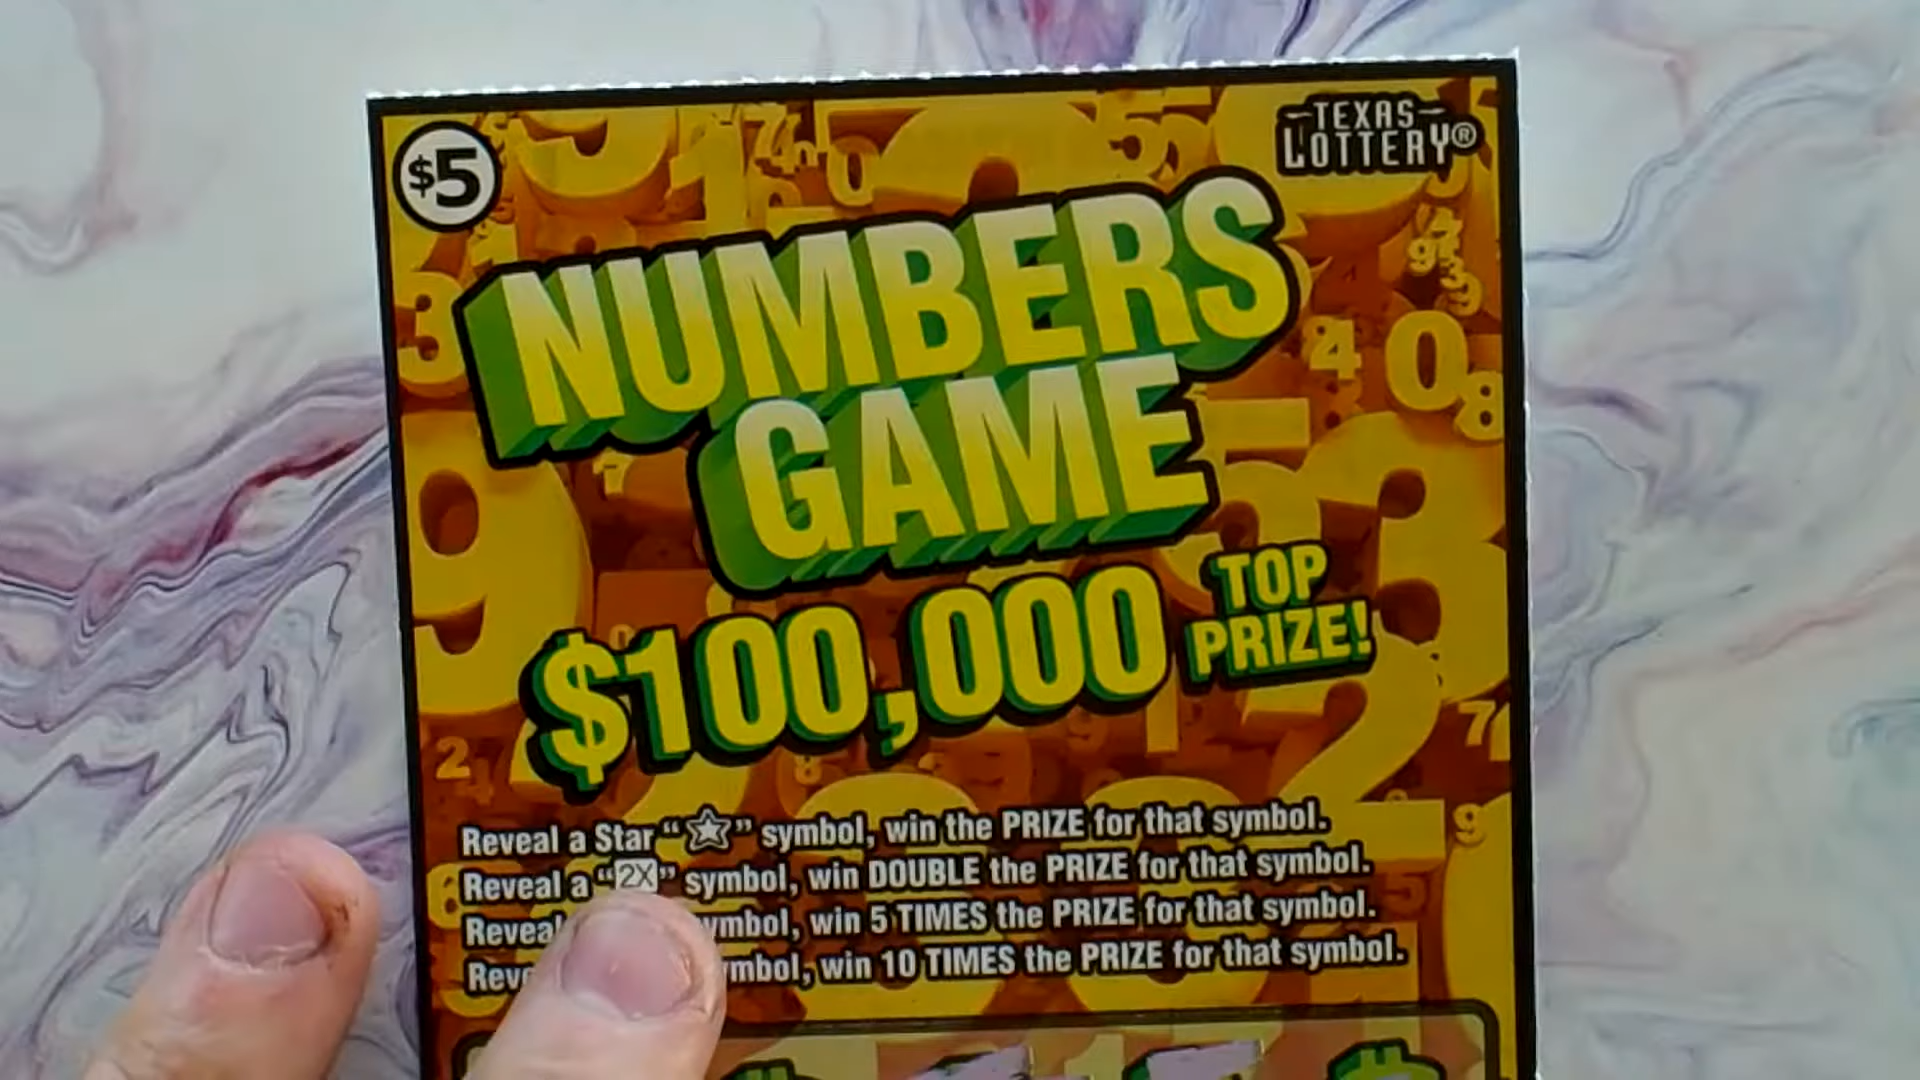 $5
TEXAS
LOTTERY®
NUMBERS
GAME
$100,000
TOP
PRIZE!
Reveal a Star "☆" symbol, win the PRIZE for that symbol.
Reveal a "2X" symbol, win DOUBLE the PRIZE for that symbol.
Reveal symbol, win 5 TIMES the PRIZE for that symbol.
symbol, win 10 TIMES the PRIZE for that symbol.